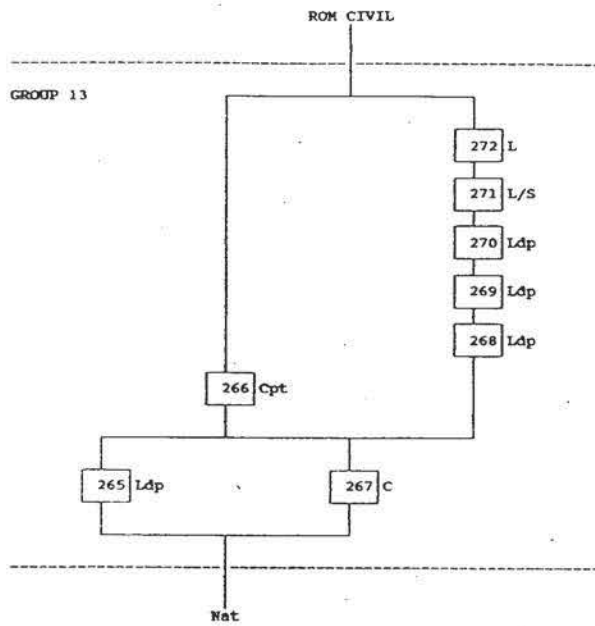 ROM CIVIL
GROUP 13
272 L
271 L/S
270 Ldp
269 Ldp
268 Ldp
266 Cpt
265 Ldp
267 C
Nat